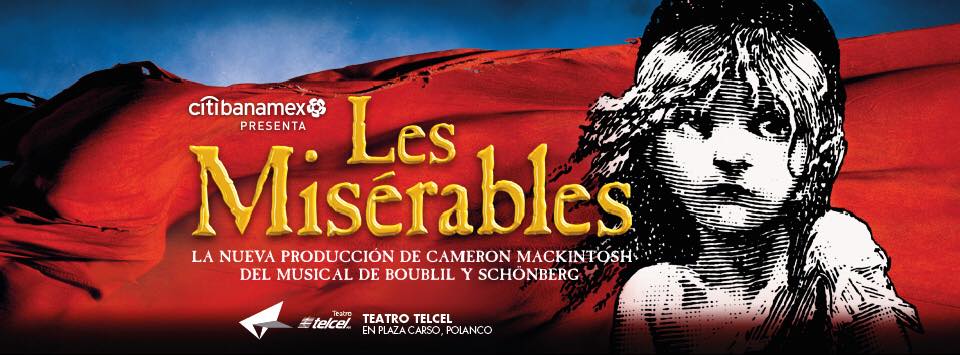 citibanamex
PRESENTA
Les
Misérables
LA NUEVA PRODUCCIÓN DE CAMERON MACKINTOSH
DEL MUSICAL DE BOUBLIL Y SCHÖNBERG
Teatro
telcel
TEATRO TELCEL
EN PLAZA CARSO, POLANCO